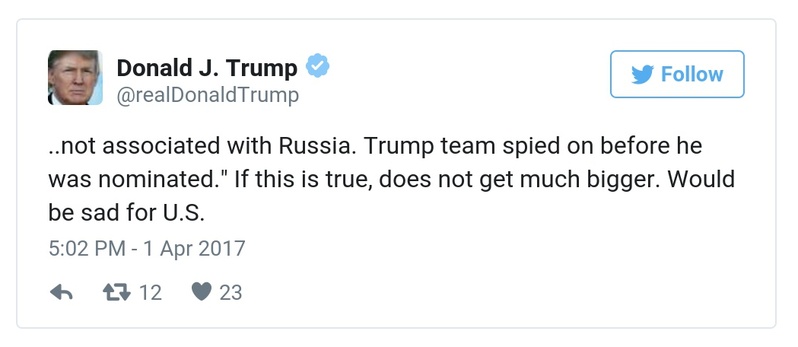 Donald J. Trump
@realDonaldTrump
Follow
..not associated with Russia. Trump team spied on before he
was nominated." If this is true, does not get much bigger. Would
be sad for U.S.
5:02 PM - 1 Apr 2017
12 23